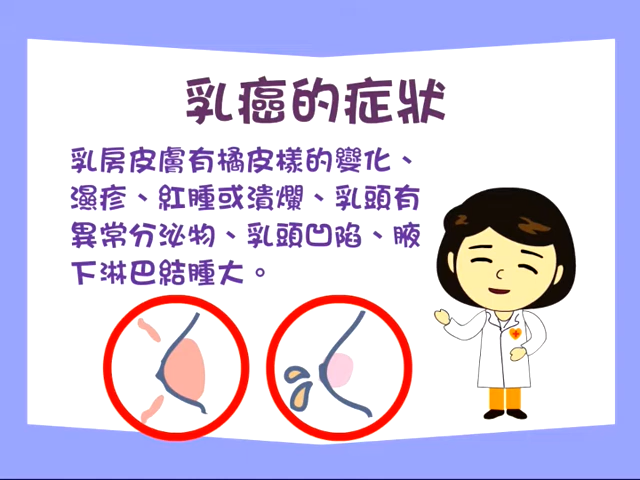 乳癌的症狀
乳房皮膚有橘皮樣的變化、
濕疹、紅腫或潰爛、乳頭有
異常分泌物、乳頭凹陷、腋
下淋巴結腫大。